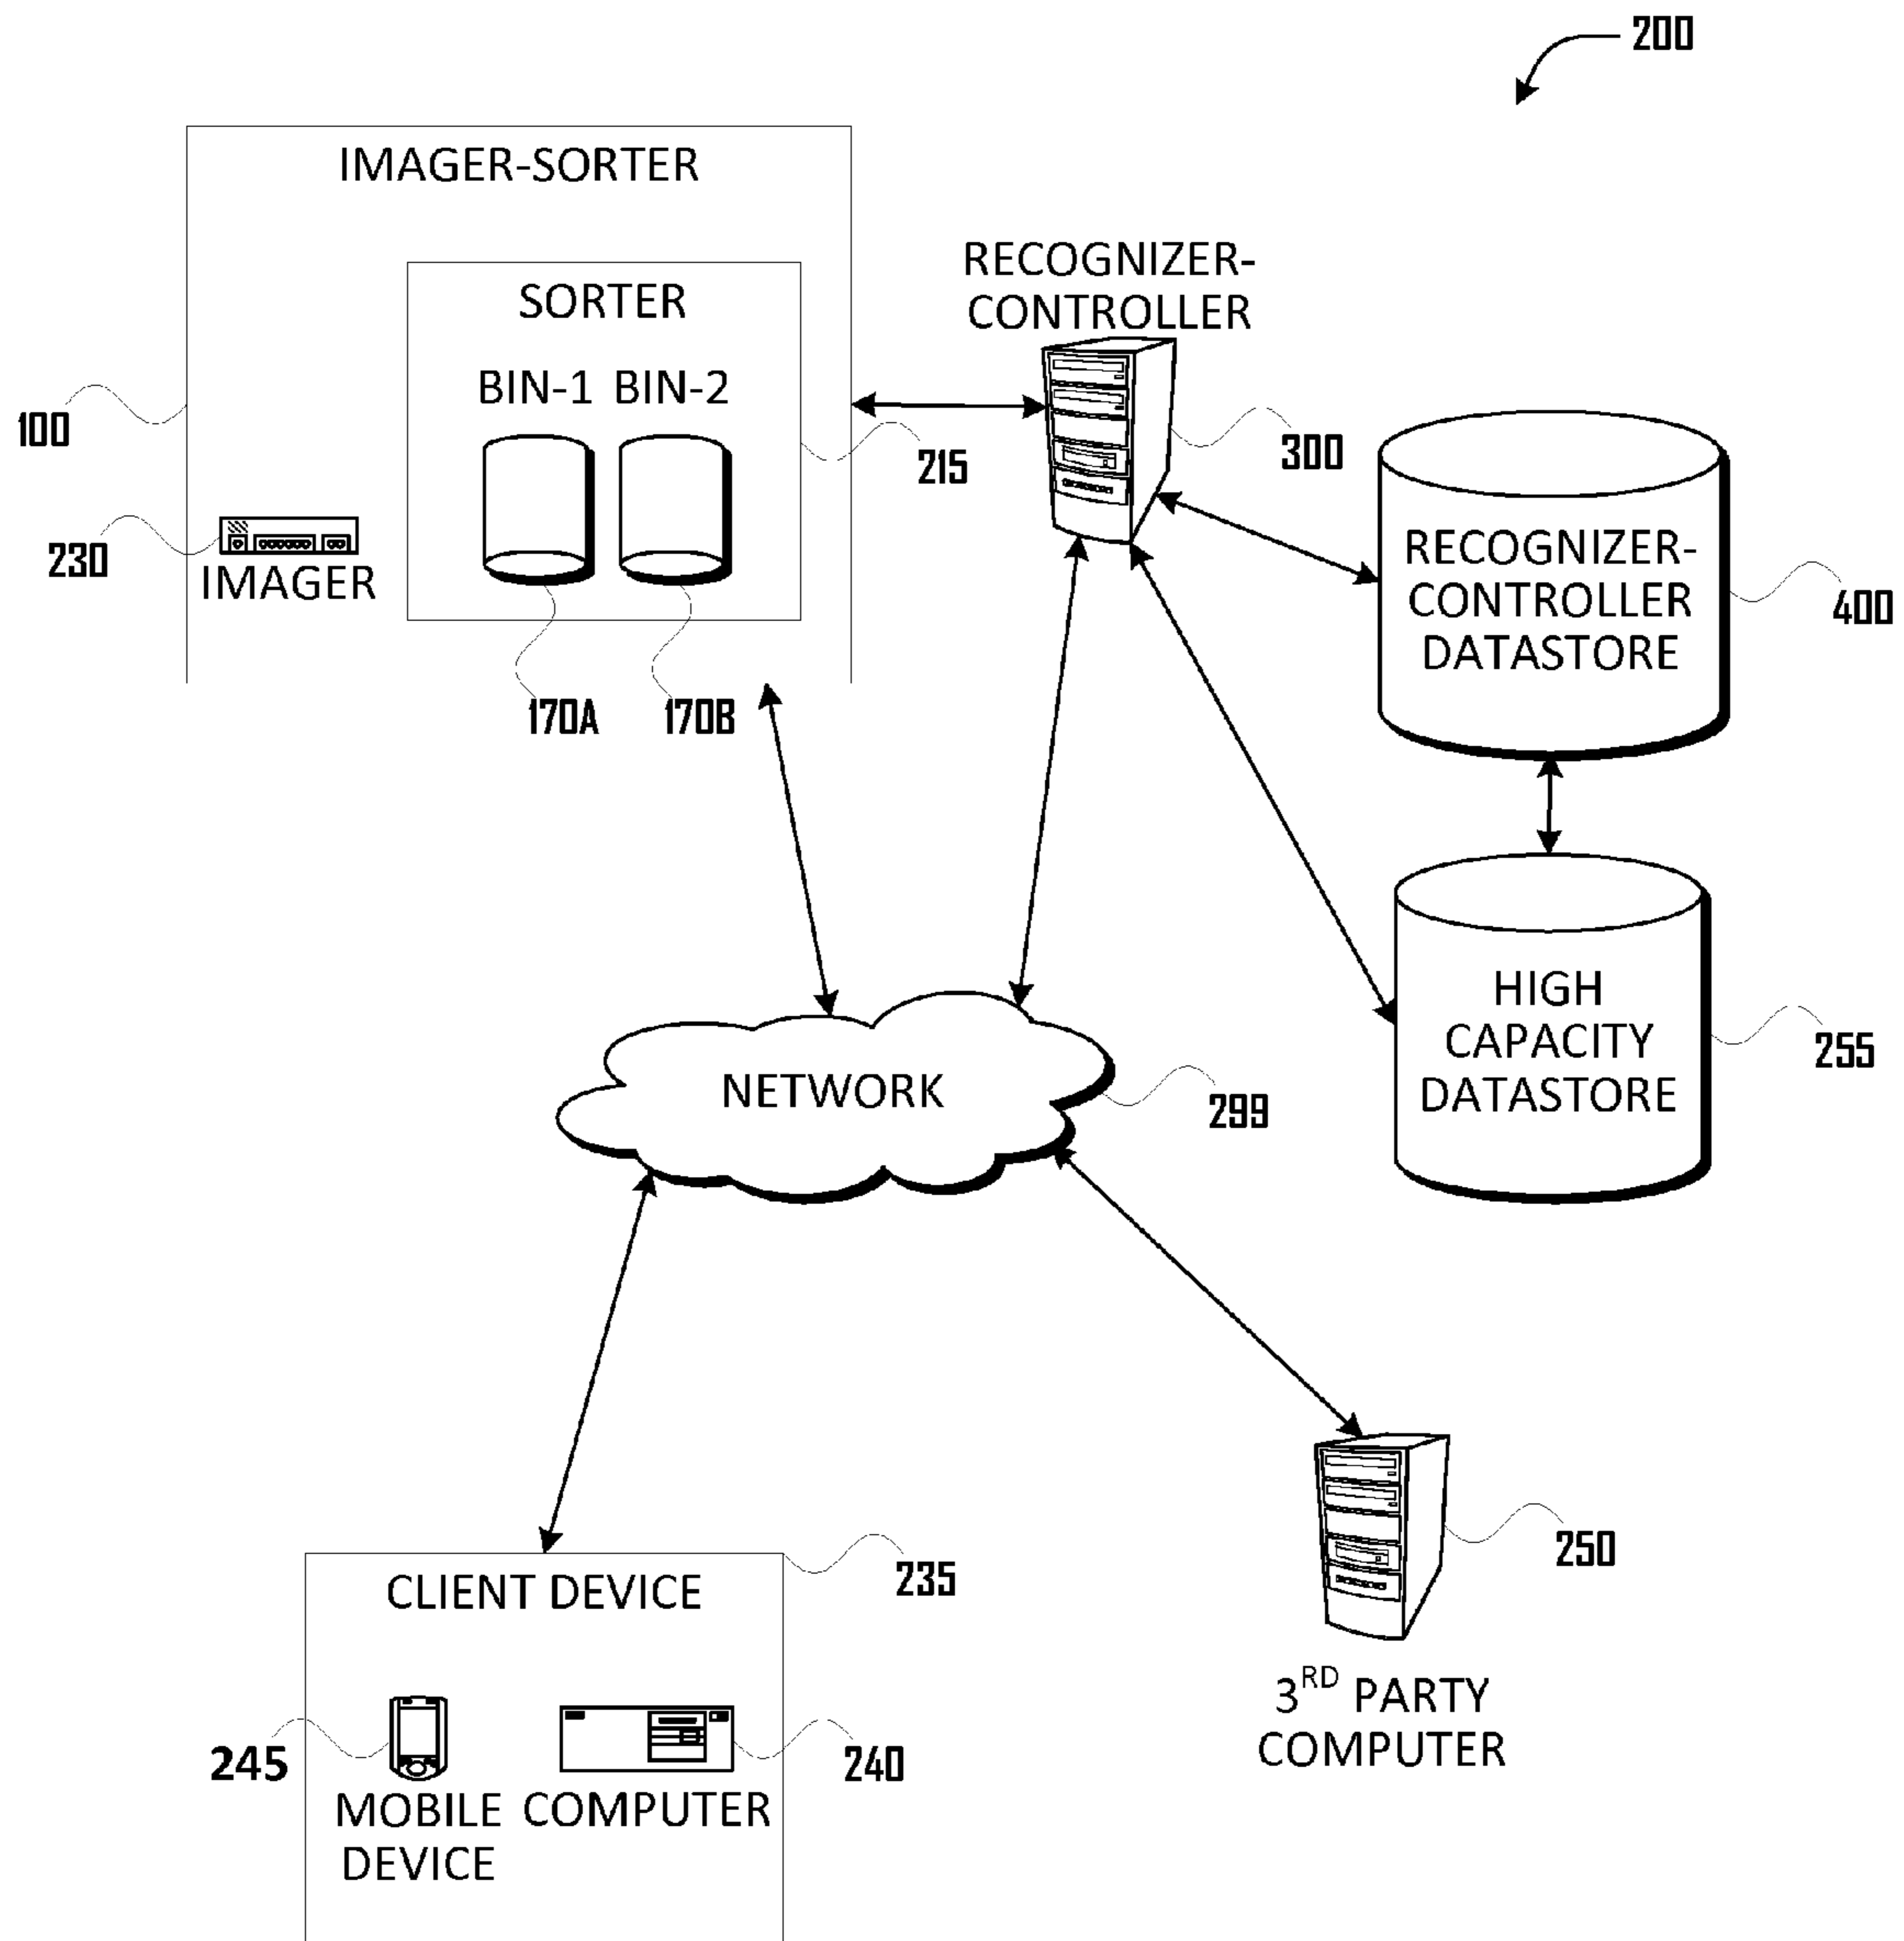 200
IMAGER-SORTER
SORTER
BIN-1 BIN-2
100
230
IMAGER
215
170A
170B
RECOGNIZER-
CONTROLLER
300
RECOGNIZER-
CONTROLLER
DATASTORE
400
HIGH
CAPACITY
DATASTORE
255
NETWORK
299
CLIENT DEVICE
235
245
240
MOBILE
DEVICE
COMPUTER
250
3RD PARTY
COMPUTER